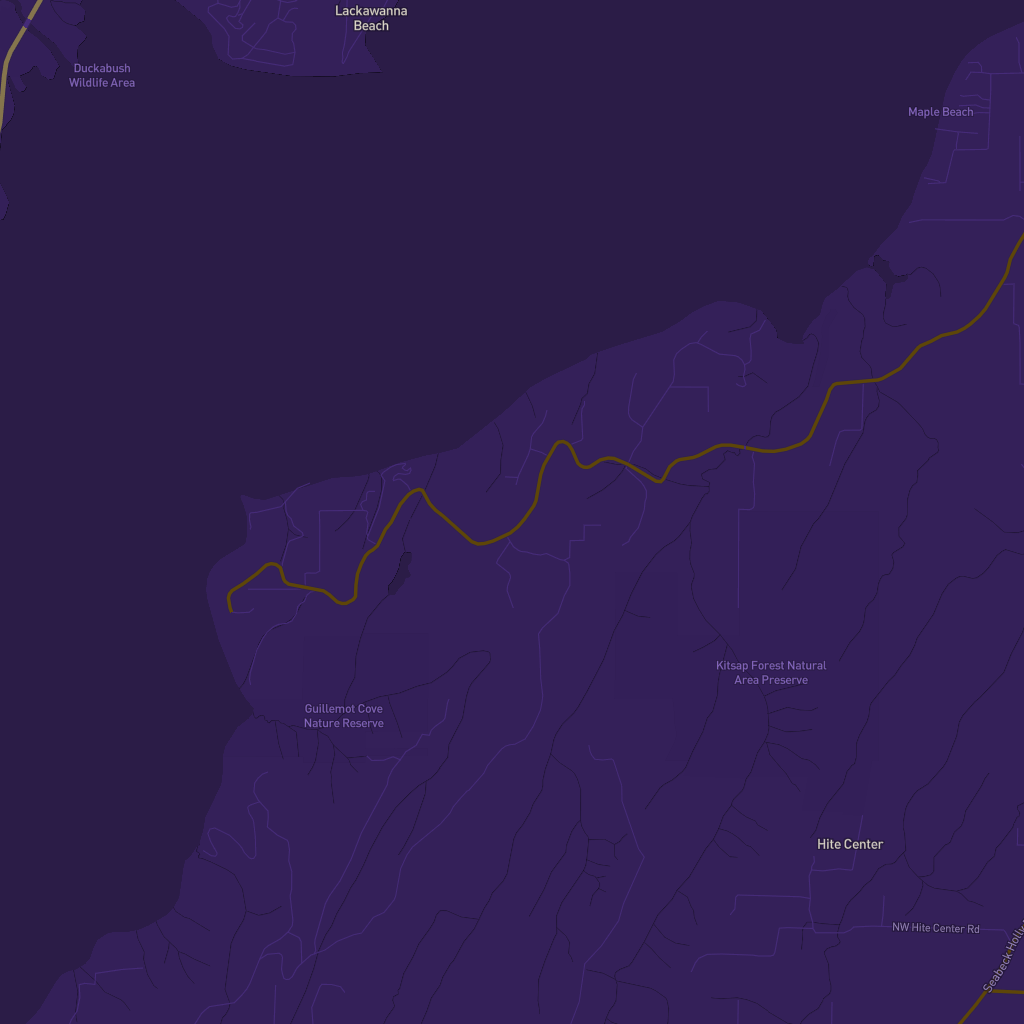 Lackawanna
Beach
Duckabush
Wildlife Area
Maple Beach
Kitsap Forest Natural
Area Preserve
Guillemot Cove
Nature Reserve
Hite Center
NW Hite Center Rd
Seabeck Holly